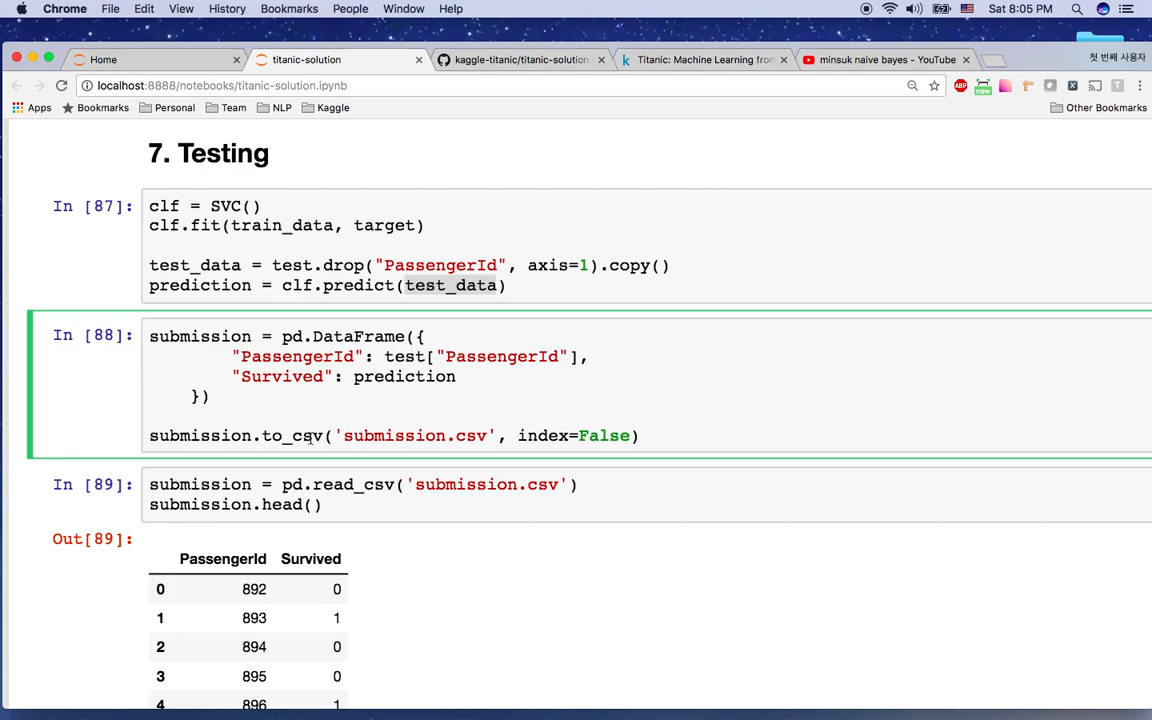 Chrome File Edit View History Bookmarks People Window Help Sat 8:05 PM
Home titanic-solution kaggle-titanic/titanic-solution. Titanic: Machine Learning from minsuk naive bayes - YouTube 첫 번째 사용자
localhost:8888/notebooks/titanic-solution.ipynb ABP new T
Apps Bookmarks Personal Team NLP Kaggle Other Bookmarks
7. Testing
In [87]: clf = SVC()
clf.fit(train_data, target)
test_data = test.drop("PassengerId", axis=1).copy()
prediction = clf.predict(test_data)
In [88]: submission = pd.DataFrame({
"PassengerId": test["PassengerId"],
"Survived": prediction
})
submission.to_csv('submission.csv', index=False)
In [89]: submission = pd.read_csv('submission.csv')
submission.head()
Out[89]:
PassengerId Survived
0 892 0
1 893 1
2 894 0
3 895 0
4 896 1